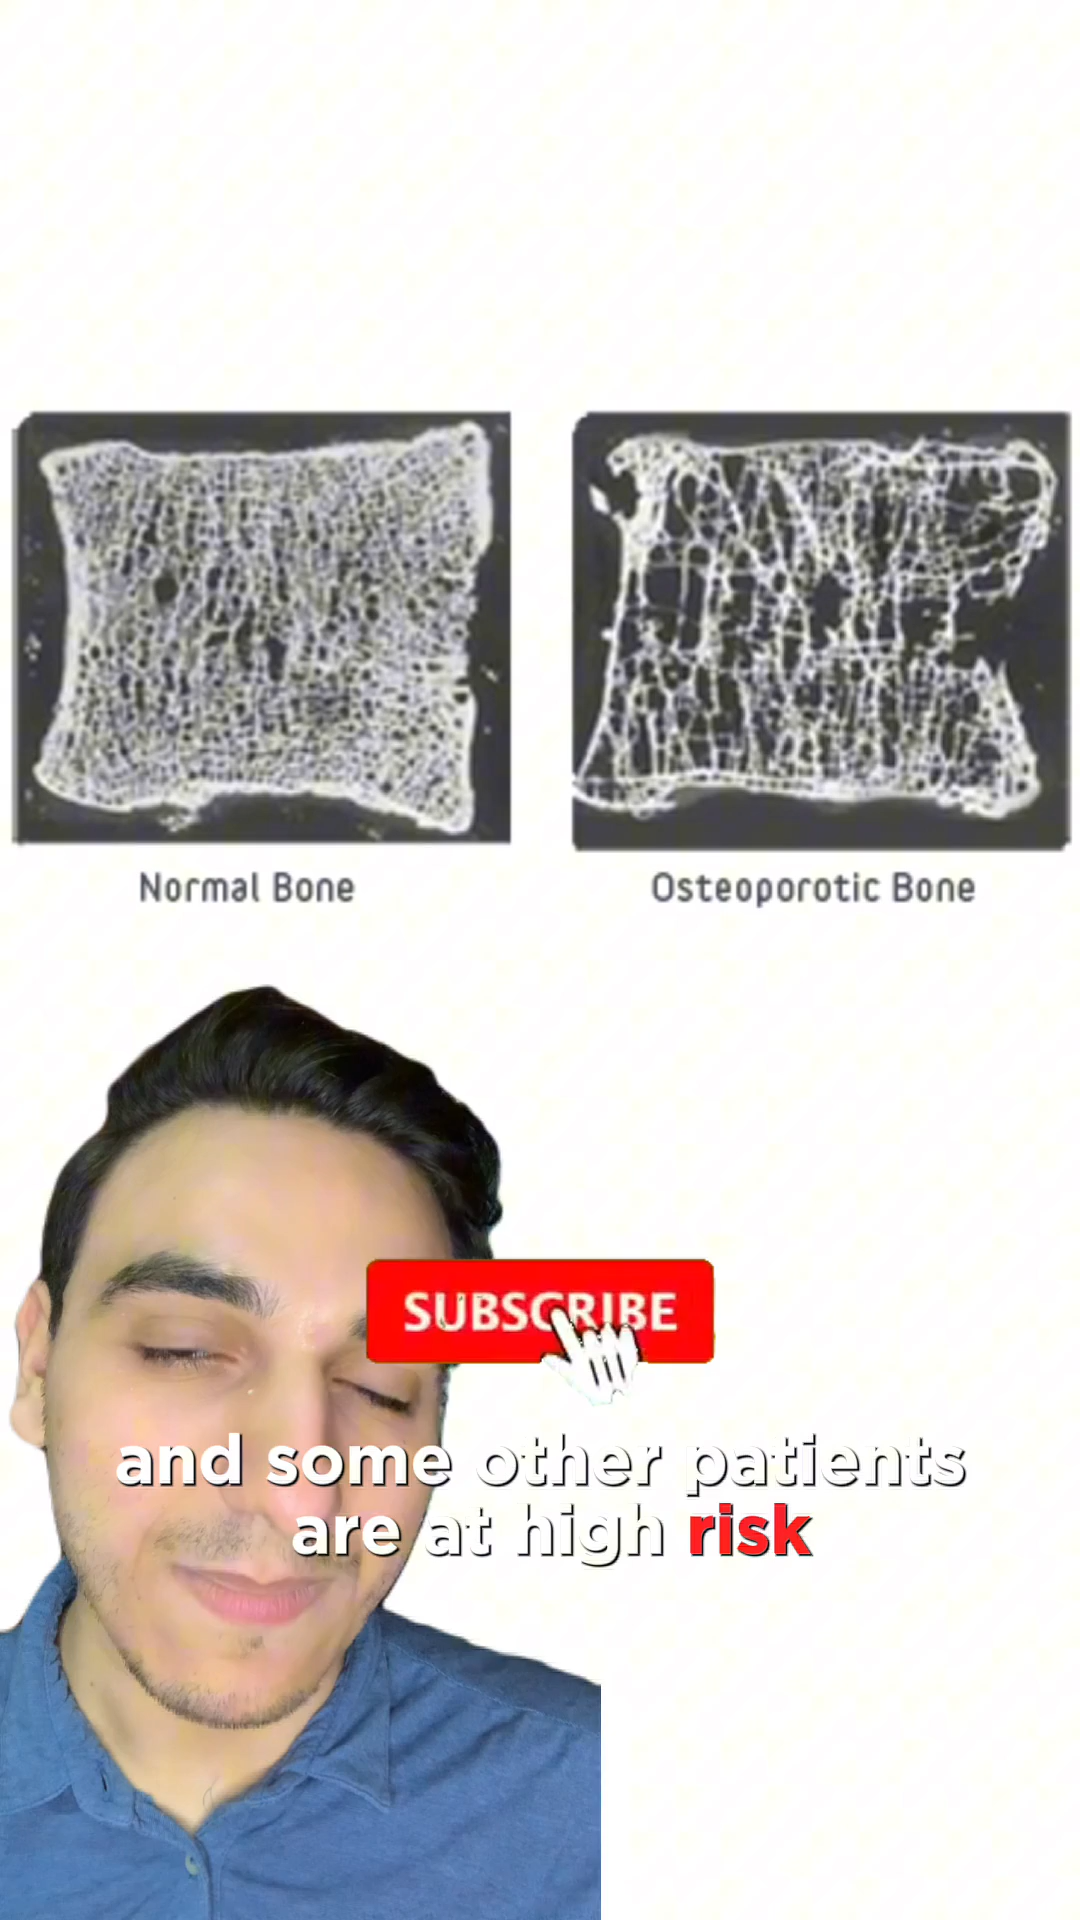 Normal Bone
Osteoporotic Bone
SUBSCRIBE
and some other patients
are at high risk